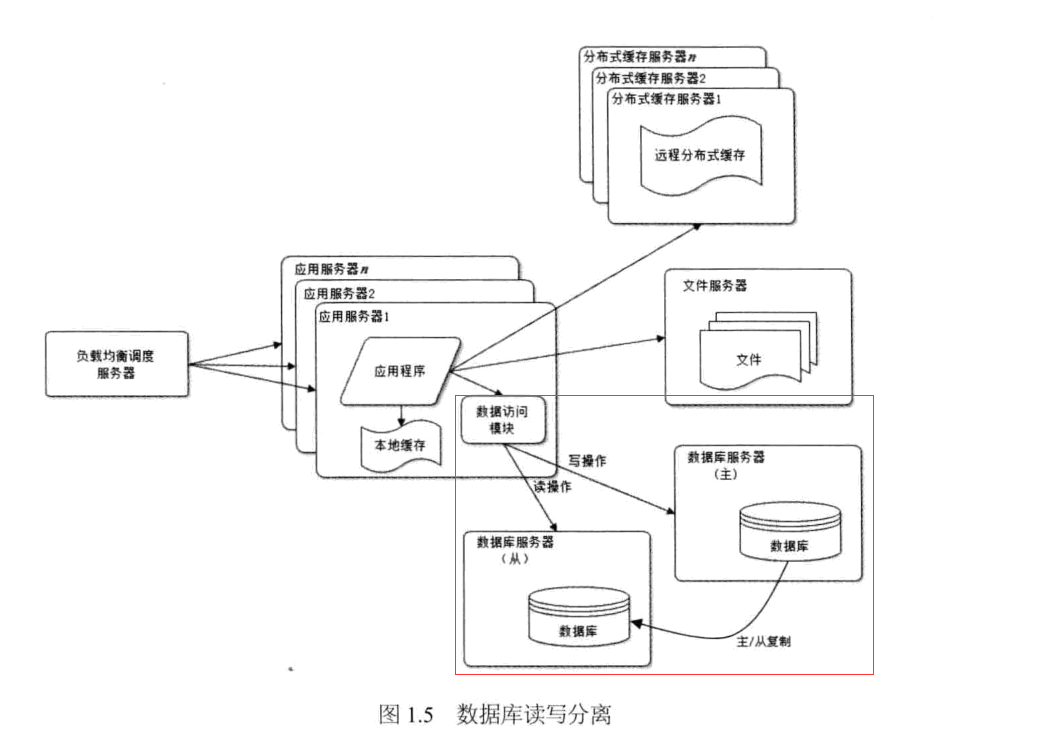 分布式缓存服务器n
分布式缓存服务器2
分布式缓存服务器1
远程分布式缓存
应用服务器n
应用服务器2
应用服务器1
文件服务器
负载均衡调度
服务器
应用程序
文件
数据访问
模块
本地缓存
写操作
读操作
数据库服务器
（主）
数据库
数据库服务器
（从）
数据库
主/从复制
图 1.5 数据库读写分离